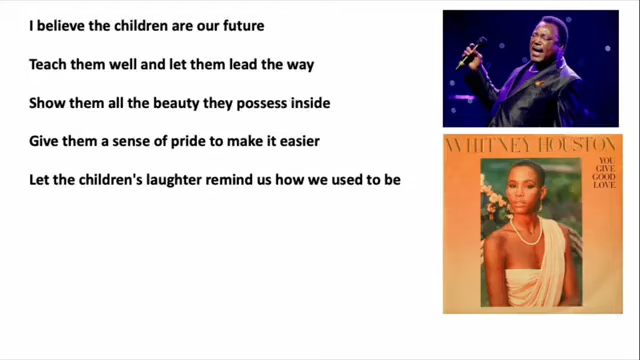 I believe the children are our future
Teach them well and let them lead the way
Show them all the beauty they possess inside
Give them a sense of pride to make it easier
Let the children's laughter remind us how we used to be
WHITNEY HOUSTON
YOU
GIVE
GOOD
LOVE